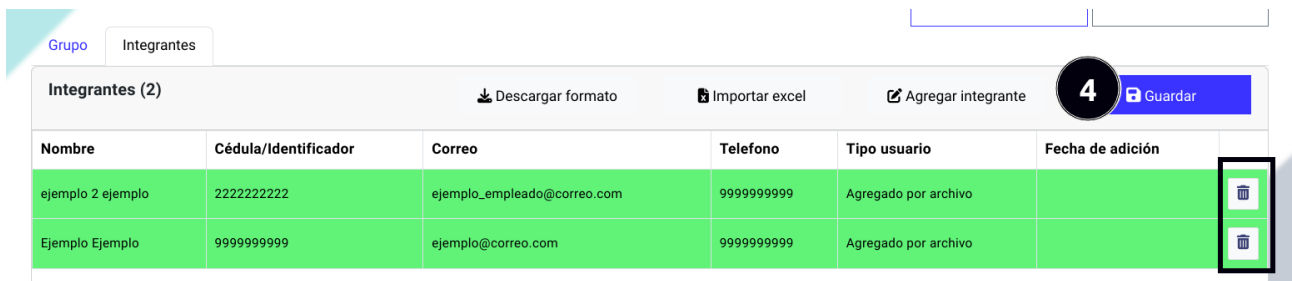 Grupo Integrantes
Integrantes (2) Descargar formato Importar excel Agregar integrante 4 Guardar
Nombre Cédula/Identificador Correo Telefono Tipo usuario Fecha de adición
ejemplo 2 ejemplo 2222222222 ejemplo_empleado@correo.com 9999999999 Agregado por archivo
Ejemplo Ejemplo 9999999999 ejemplo@correo.com 9999999999 Agregado por archivo